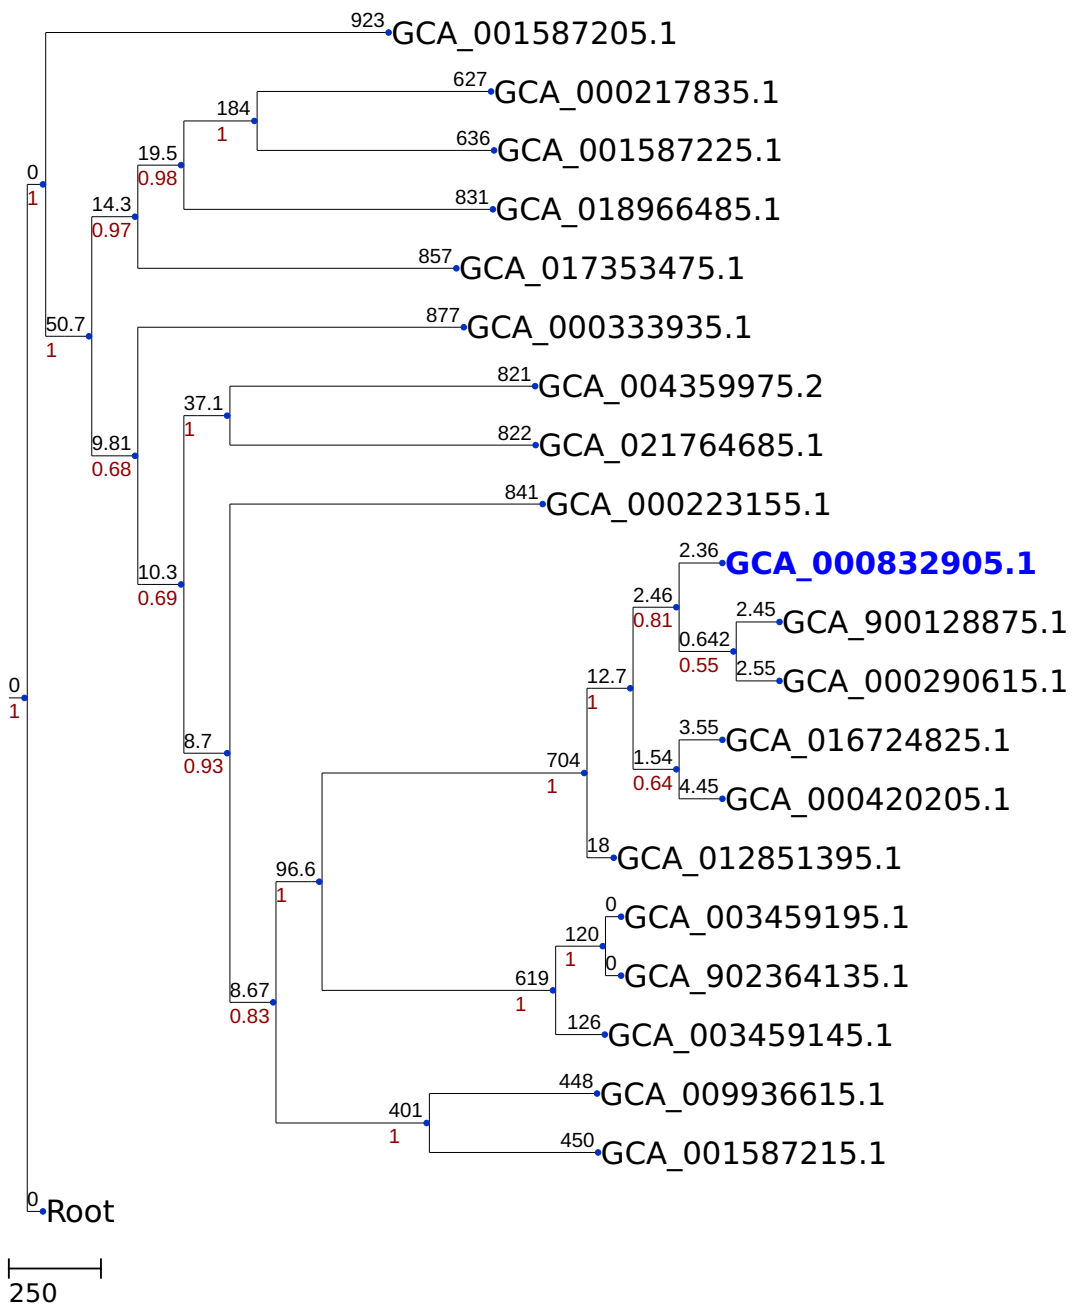 923 GCA_001587205.1
627 GCA_000217835.1
184
1
636 GCA_001587225.1
19.5
0.98
0
1
831 GCA_018966485.1
14.3
0.97
857 GCA_017353475.1
50.7
1
877 GCA_000333935.1
821 GCA_004359975.2
37.1
1
9.81
0.68
822 GCA_021764685.1
841 GCA_000223155.1
2.36 GCA_000832905.1
10.3
0.69
2.46
0.81
2.45 GCA_900128875.1
0.642
0.55
2.55 GCA_000290615.1
0
1
12.7
1
3.55 GCA_016724825.1
8.7
0.93
704
1
1.54
0.64
4.45 GCA_000420205.1
18 GCA_012851395.1
96.6
1
0 GCA_003459195.1
120
1
0 GCA_902364135.1
619
1
8.67
0.83
126 GCA_003459145.1
448 GCA_009936615.1
401
1
450 GCA_001587215.1
0 Root
250